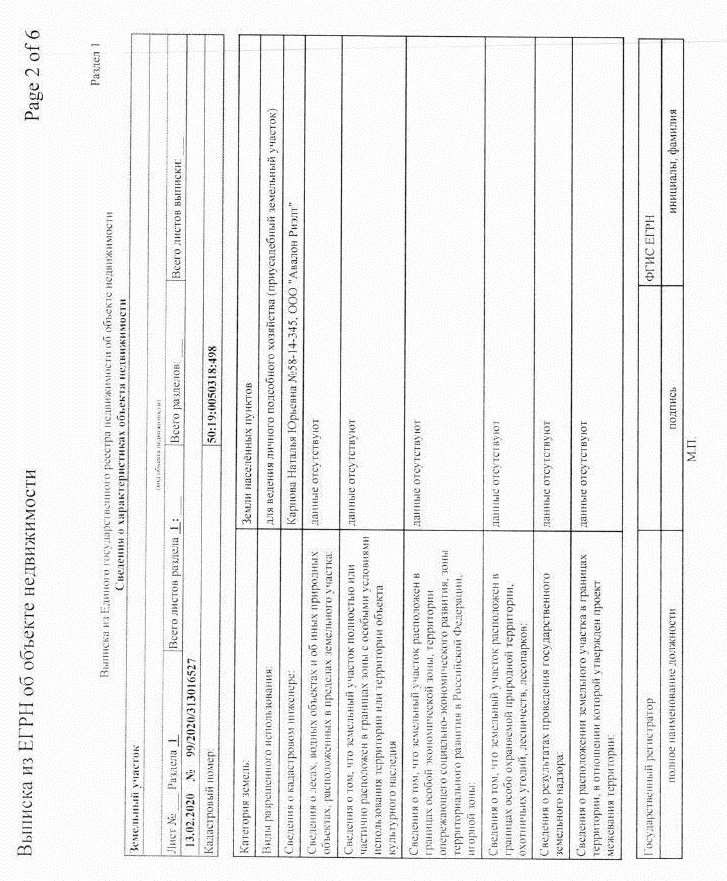 Выписка из ЕГРН об объекте недвижимости
Page 2 of 6
Раздел 1
Выписка из Единого государственного реестра недвижимости об объекте недвижимости
Сведения о характеристиках объекта недвижимости
Земельный участок
(вид объекта недвижимости)
Лист № Раздела 1 Всего листов раздела 1: Всего разделов: Всего листов выписки:
13.02.2020 № 99/2020/313016527
Кадастровый номер: 50:19:0050318:498
Категория земель: Земли населённых пунктов
Виды разрешенного использования: для ведения личного подсобного хозяйства (приусадебный земельный участок)
Сведения о кадастровом инженере: Карпова Наталья Юрьевна №58-14-345, ООО "Авалон Риэлт"
Сведения о лесах, водных объектах и об иных природных
объектах, расположенных в пределах земельного участка:
данные отсутствуют
Сведения о том, что земельный участок полностью или
частично расположен в границах зоны с особыми условиями
использования территории или территории объекта
культурного наследия
данные отсутствуют
Сведения о том, что земельный участок расположен в
границах особой экономической зоны, территории
опережающего социально-экономического развития, зоны
территориального развития в Российской Федерации,
игорной зоны:
данные отсутствуют
Сведения о том, что земельный участок расположен в
границах особо охраняемой природной территории,
охотничьих угодий, лесничеств, лесопарков:
данные отсутствуют
Сведения о результатах проведения государственного
земельного надзора:
данные отсутствуют
Сведения о расположении земельного участка в границах
территории, в отношении которой утвержден проект
межевания территории:
данные отсутствуют
Государственный регистратор ФГИС ЕГРН
полное наименование должности подпись инициалы, фамилия
М.П.